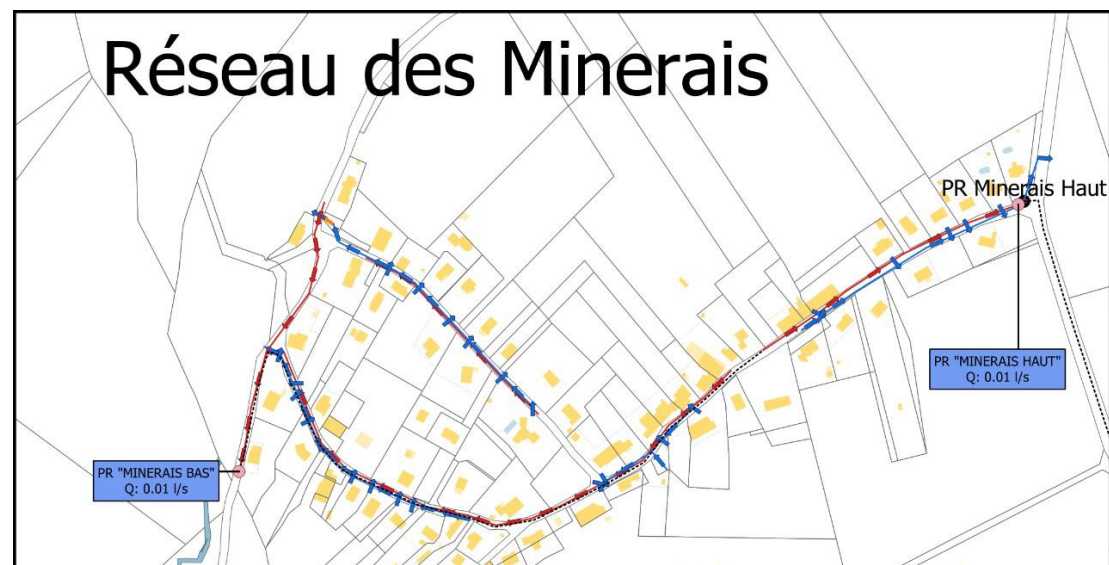 Réseau des Minerais
PR Minerais Haut
PR "MINERAIS HAUT"
Q: 0.01 l/s
PR "MINERAIS BAS"
Q: 0.01 l/s